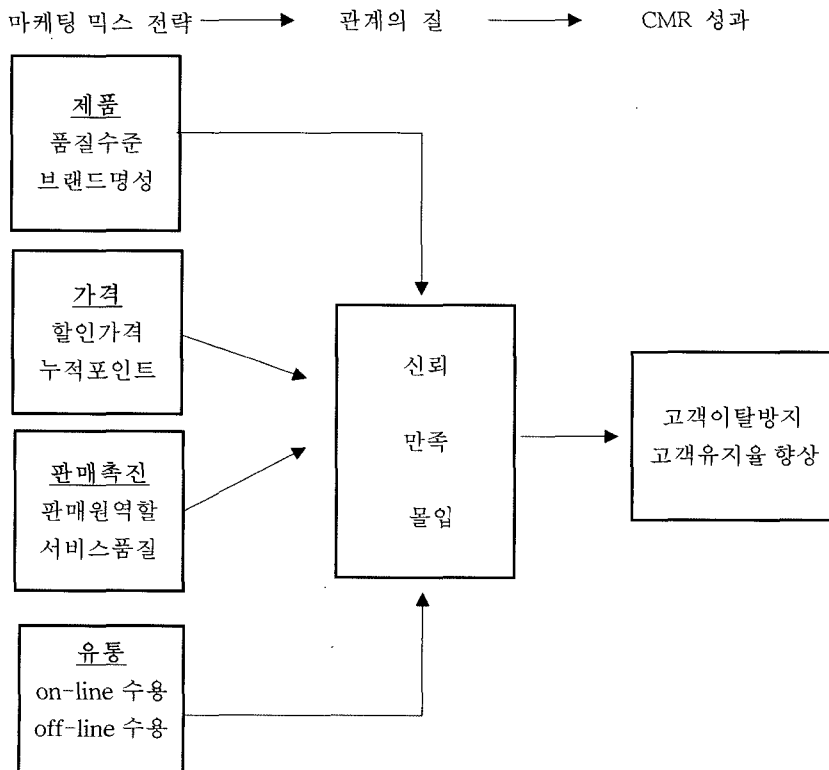 마케팅 믹스 전략 관계의 질 CMR 성과
제품
품질수준
브랜드명성
가격
할인가격
누적포인트
판매촉진
판매원역할
서비스품질
유통
on-line 수용
off-line 수용
신뢰
만족
몰입
고객이탈방지
고객유지율 향상